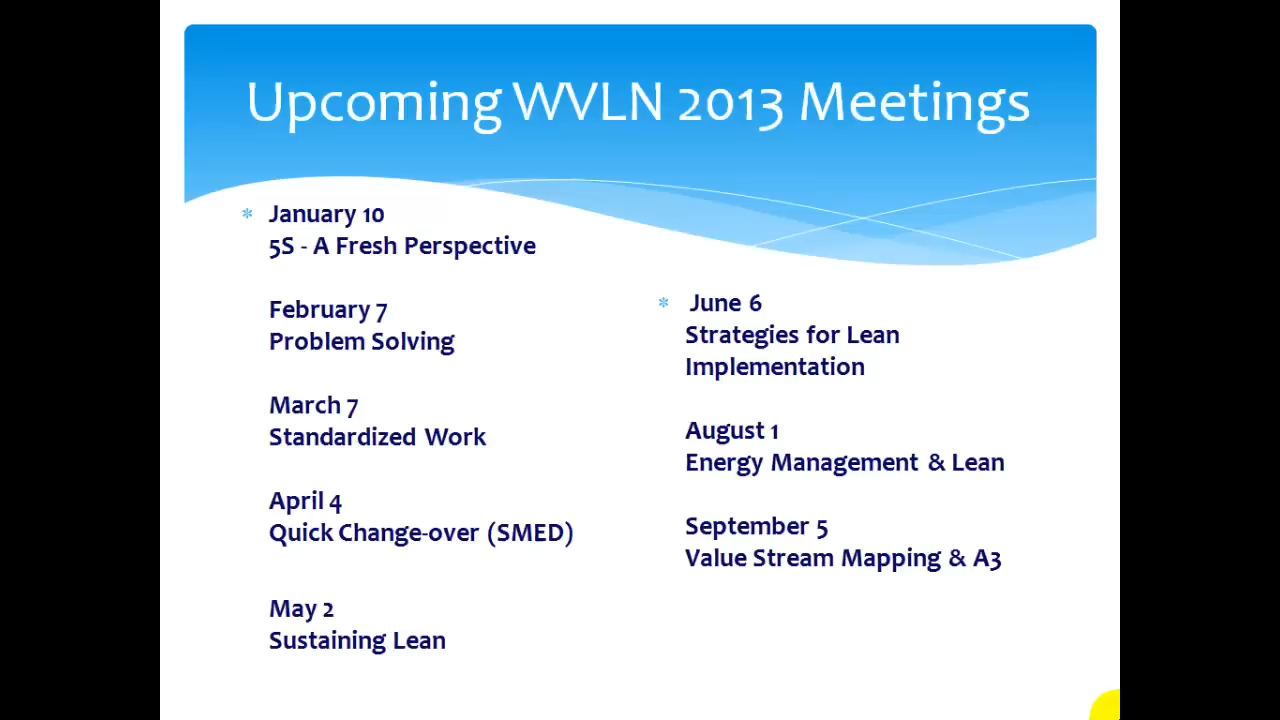 Upcoming WVLN 2013 Meetings
January 10
5S - A Fresh Perspective
February 7
Problem Solving
March 7
Standardized Work
April 4
Quick Change-over (SMED)
May 2
Sustaining Lean
June 6
Strategies for Lean
Implementation
August 1
Energy Management & Lean
September 5
Value Stream Mapping & A3